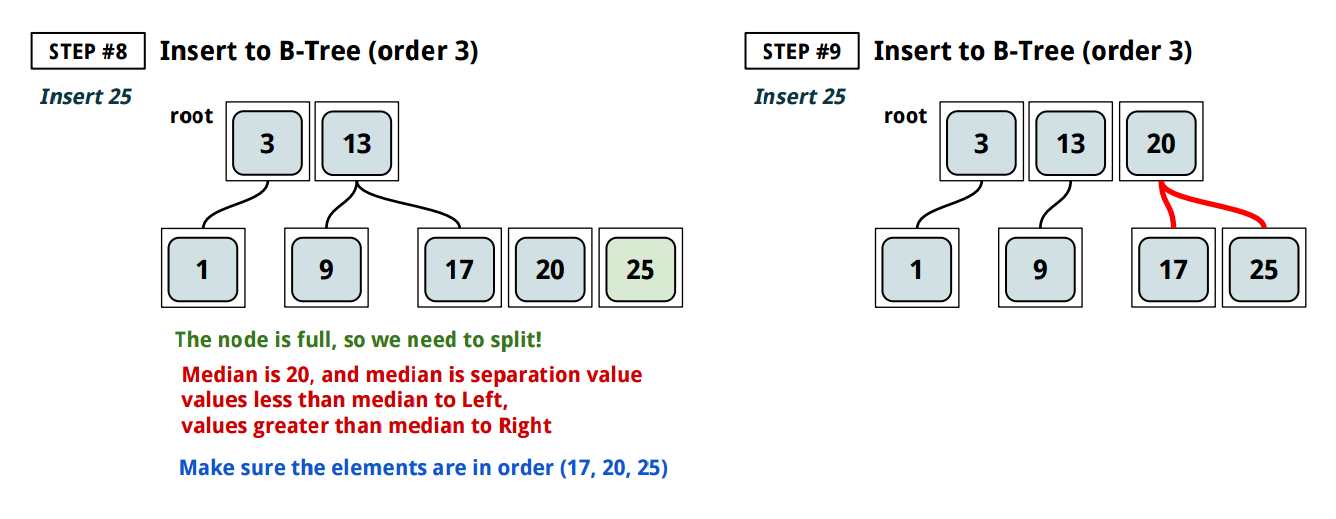 STEP #8 Insert to B-Tree (order 3)
Insert 25
root
3 13
1 9 17 20 25
The node is full, so we need to split!
Median is 20, and median is separation value
values less than median to Left,
values greater than median to Right
Make sure the elements are in order (17, 20, 25)
STEP #9 Insert to B-Tree (order 3)
Insert 25
root
3 13 20
1 9 17 25